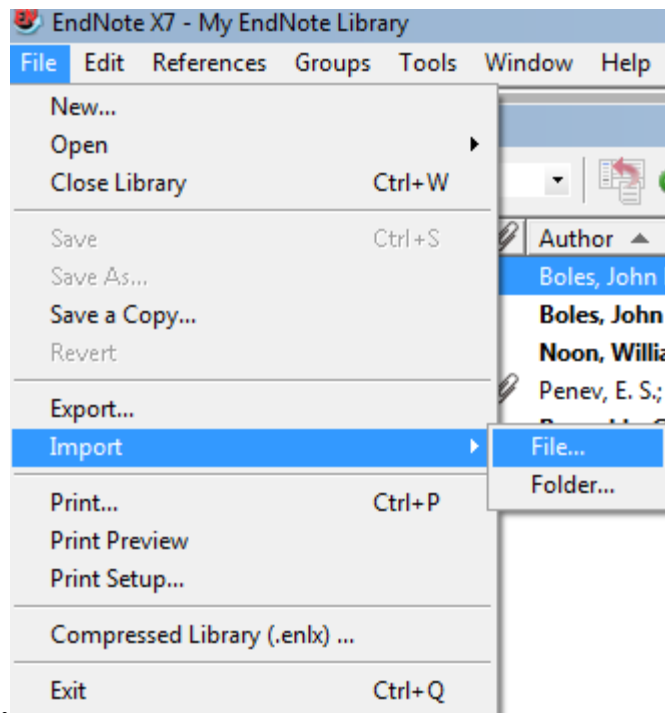 EndNote X7 - My EndNote Library
File Edit References Groups Tools Window Help
New...
Open
Close Library Ctrl+W
Save Ctrl+S
Save As...
Save a Copy...
Revert
Export...
Import
Print... Ctrl+P
Print Preview
Print Setup...
Compressed Library (.enlx) ...
Exit Ctrl+Q
Author
Boles, John
Boles, John
Noon, Willia
Penev, E. S.;
File...
Folder...